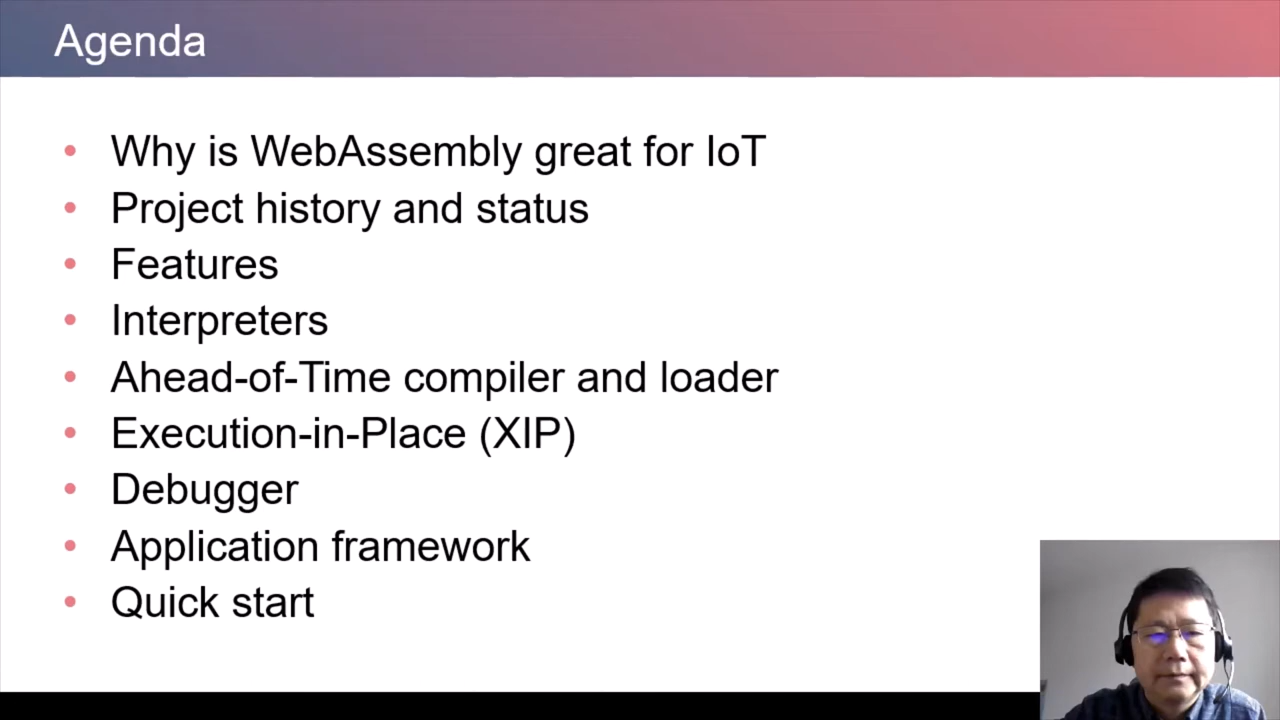 Agenda
• Why is WebAssembly great for IoT
• Project history and status
• Features
• Interpreters
• Ahead-of-Time compiler and loader
• Execution-in-Place (XIP)
• Debugger
• Application framework
• Quick start